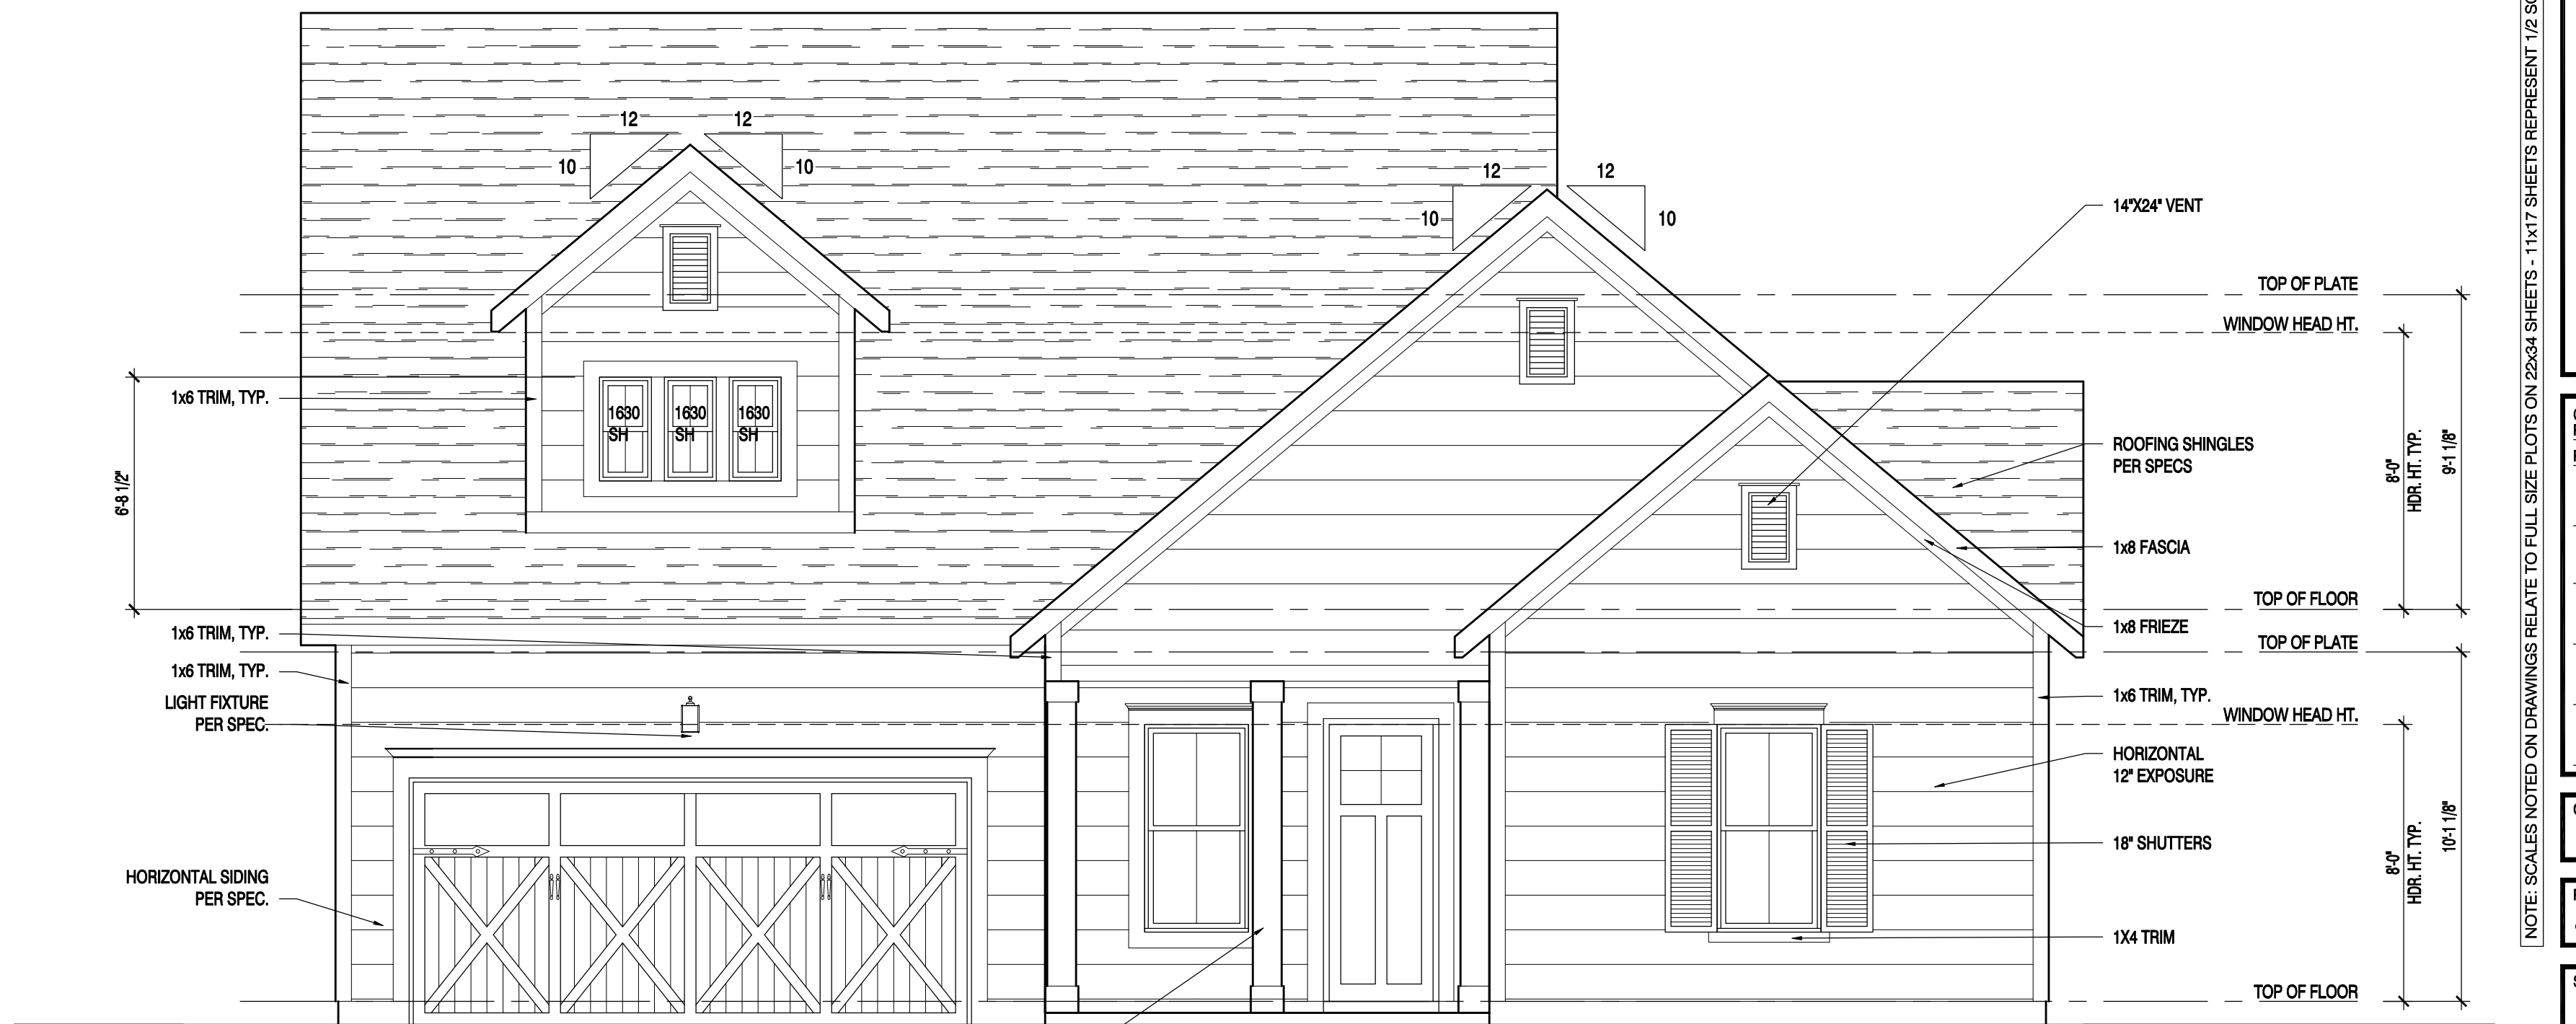 12
12
10
10
12
12
10
10
14"X24" VENT
TOP OF PLATE
WINDOW HEAD HT.
1x6 TRIM, TYP.
1630
SH
1630
SH
1630
SH
6'-8 1/2"
ROOFING SHINGLES
PER SPECS
8'-0"
HDR. HT. TYP.
9'-1 1/8"
1x8 FASCIA
TOP OF FLOOR
1x8 FRIEZE
1x6 TRIM, TYP.
TOP OF PLATE
1x6 TRIM, TYP.
LIGHT FIXTURE
PER SPEC.
1x6 TRIM, TYP.
WINDOW HEAD HT.
HORIZONTAL
12" EXPOSURE
8'-0"
HDR. HT. TYP.
10'-1 1/8"
18" SHUTTERS
HORIZONTAL SIDING
PER SPEC.
1X4 TRIM
TOP OF FLOOR
NOTE: SCALES NOTED ON DRAWINGS RELATE TO FULL SIZE PLOTS ON 22x34 SHEETS - 11x17 SHEETS REPRESENT 1/2